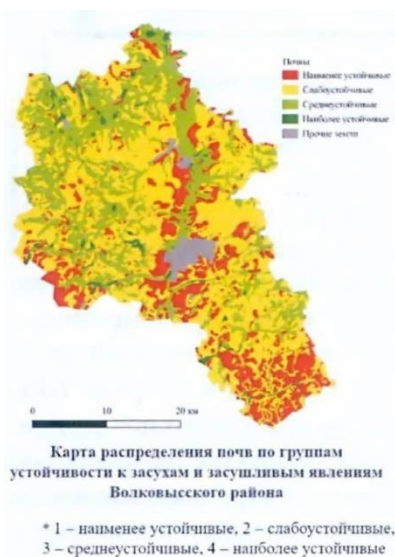 Почвы
Наименее устойчивые
Слабоустойчивые
Среднеустойчивые
Наиболее устойчивые
Прочие земли
0 10 20 км
Карта распределения почв по группам
устойчивости к засухам и засушливым явлениям
Волковысского района
* 1 – наименее устойчивые, 2 – слабоустойчивые,
3 – среднеустойчивые, 4 – наиболее устойчивые